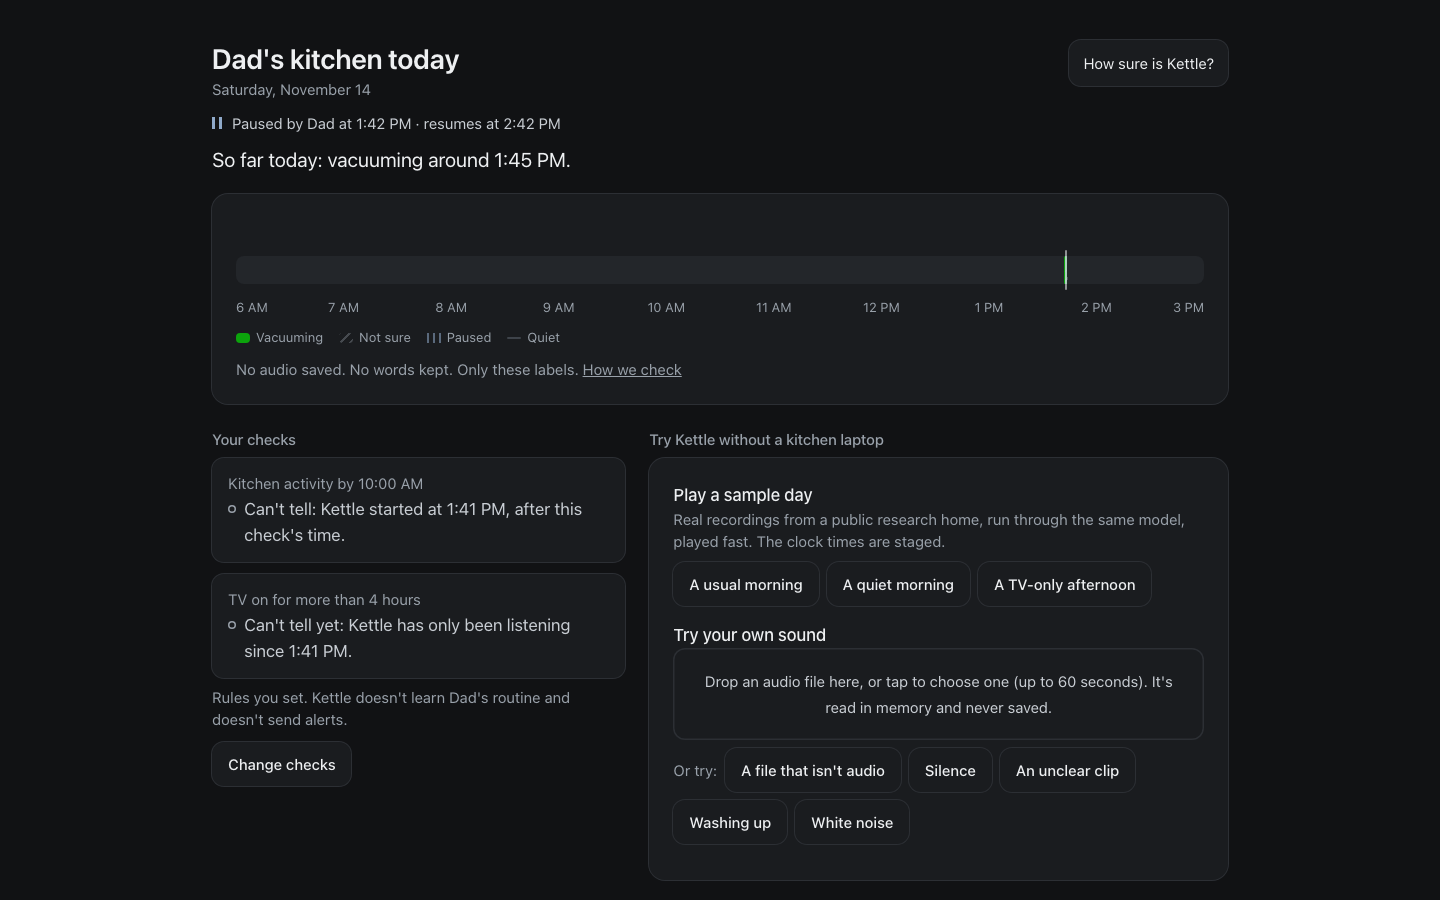 Dad's kitchen today
How sure is Kettle?
Saturday, November 14
Paused by Dad at 1:42 PM · resumes at 2:42 PM
So far today: vacuuming around 1:45 PM.
6 AM 7 AM 8 AM 9 AM 10 AM 11 AM 12 PM 1 PM 2 PM 3 PM
Vacuuming Not sure Paused Quiet
No audio saved. No words kept. Only these labels. How we check
Your checks
Kitchen activity by 10:00 AM
Can't tell: Kettle started at 1:41 PM, after this
check's time.
TV on for more than 4 hours
Can't tell yet: Kettle has only been listening
since 1:41 PM.
Rules you set. Kettle doesn't learn Dad's routine and
doesn't send alerts.
Change checks
Try Kettle without a kitchen laptop
Play a sample day
Real recordings from a public research home, run through the same model,
played fast. The clock times are staged.
A usual morning A quiet morning A TV-only afternoon
Try your own sound
Drop an audio file here, or tap to choose one (up to 60 seconds). It's
read in memory and never saved.
Or try: A file that isn't audio Silence An unclear clip
Washing up White noise